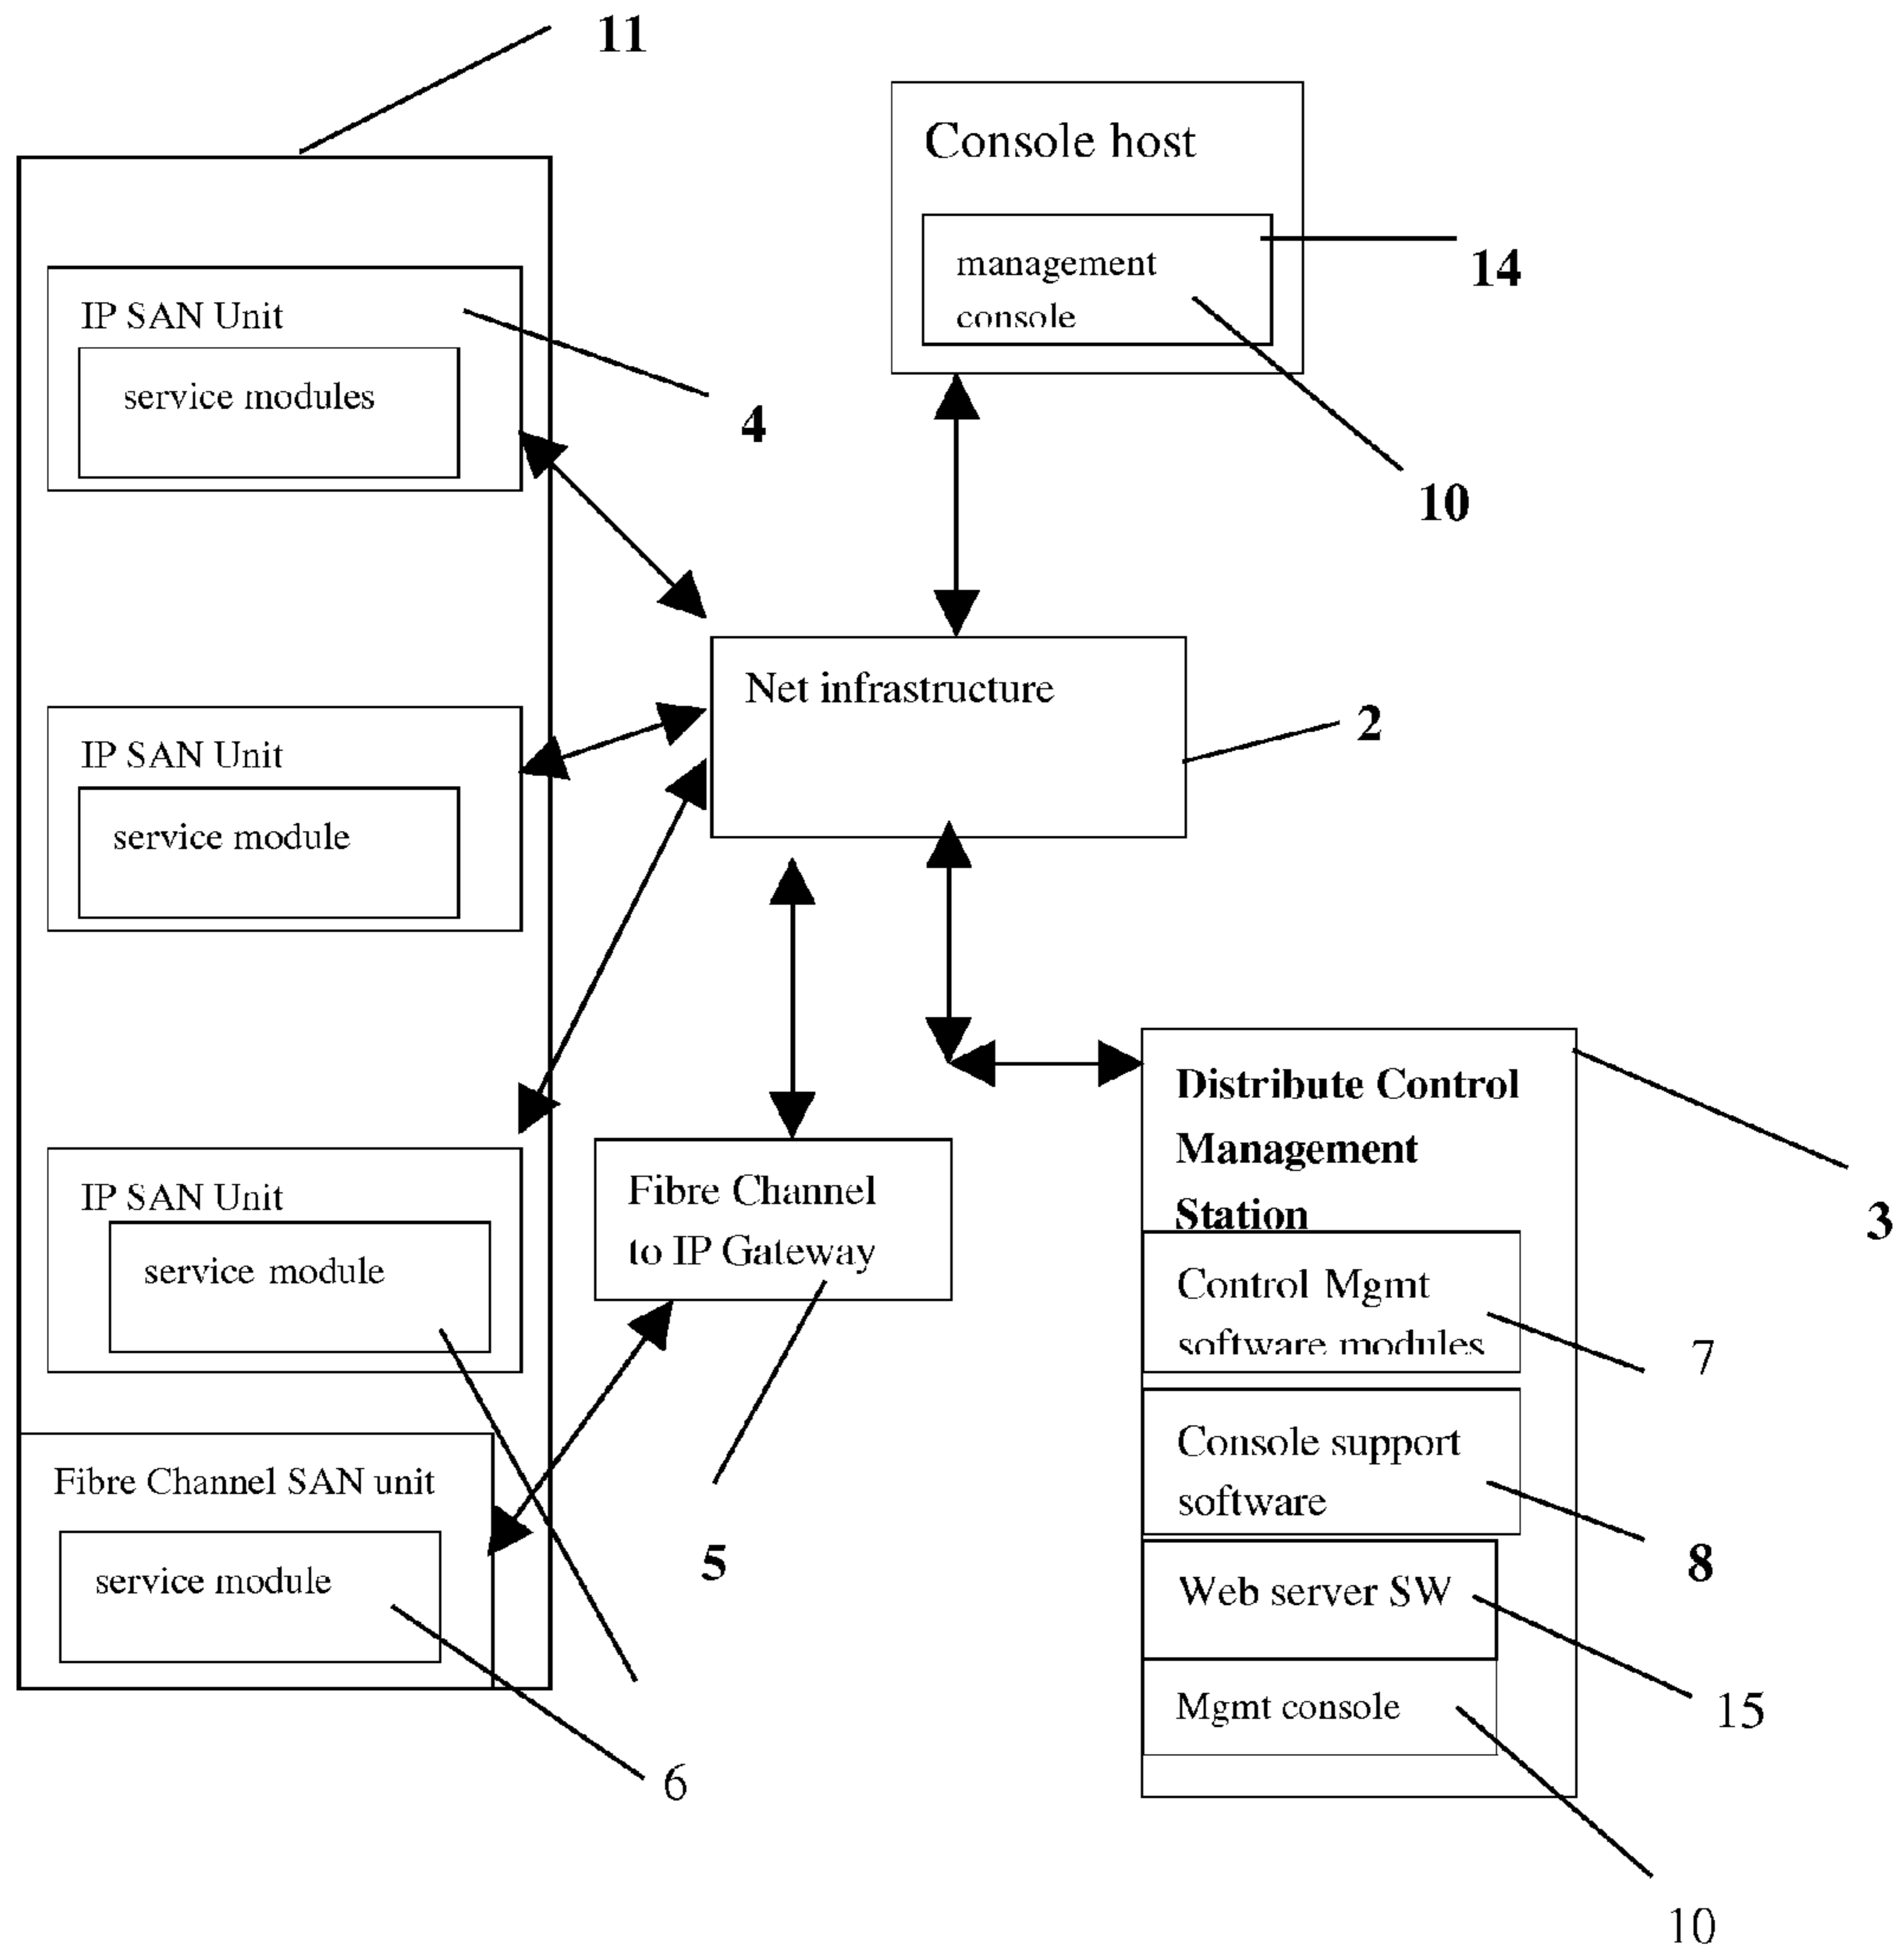 11
Console host
management
console
14
10
IP SAN Unit
service modules
4
Net infrastructure
2
IP SAN Unit
service module
Distribute Control
Management
Station
3
IP SAN Unit
service module
Fibre Channel
to IP Gateway
Control Mgmt
software modules
7
Console support
software
8
Fibre Channel SAN unit
service module
5
Web server SW
15
Mgmt console
6
10